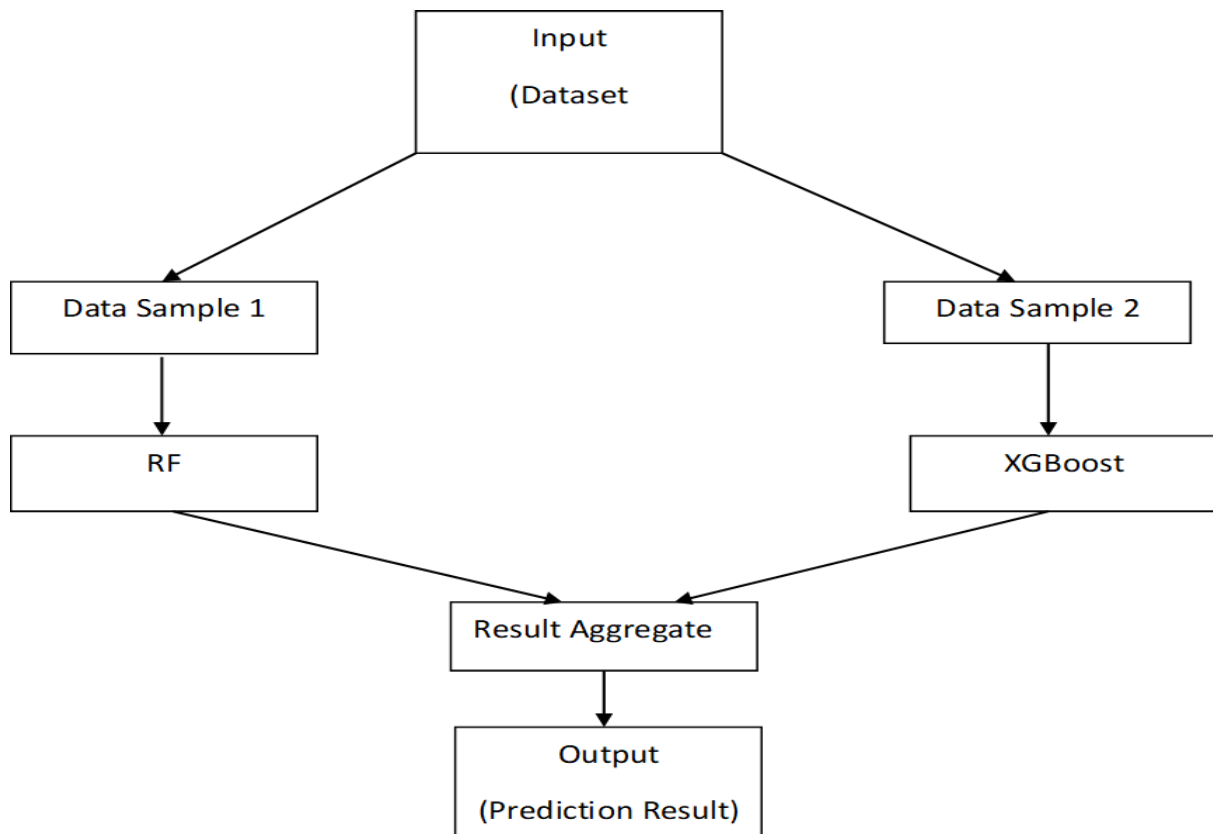 Input
(Dataset
Data Sample 1
Data Sample 2
RF
XGBoost
Result Aggregate
Output
(Prediction Result)